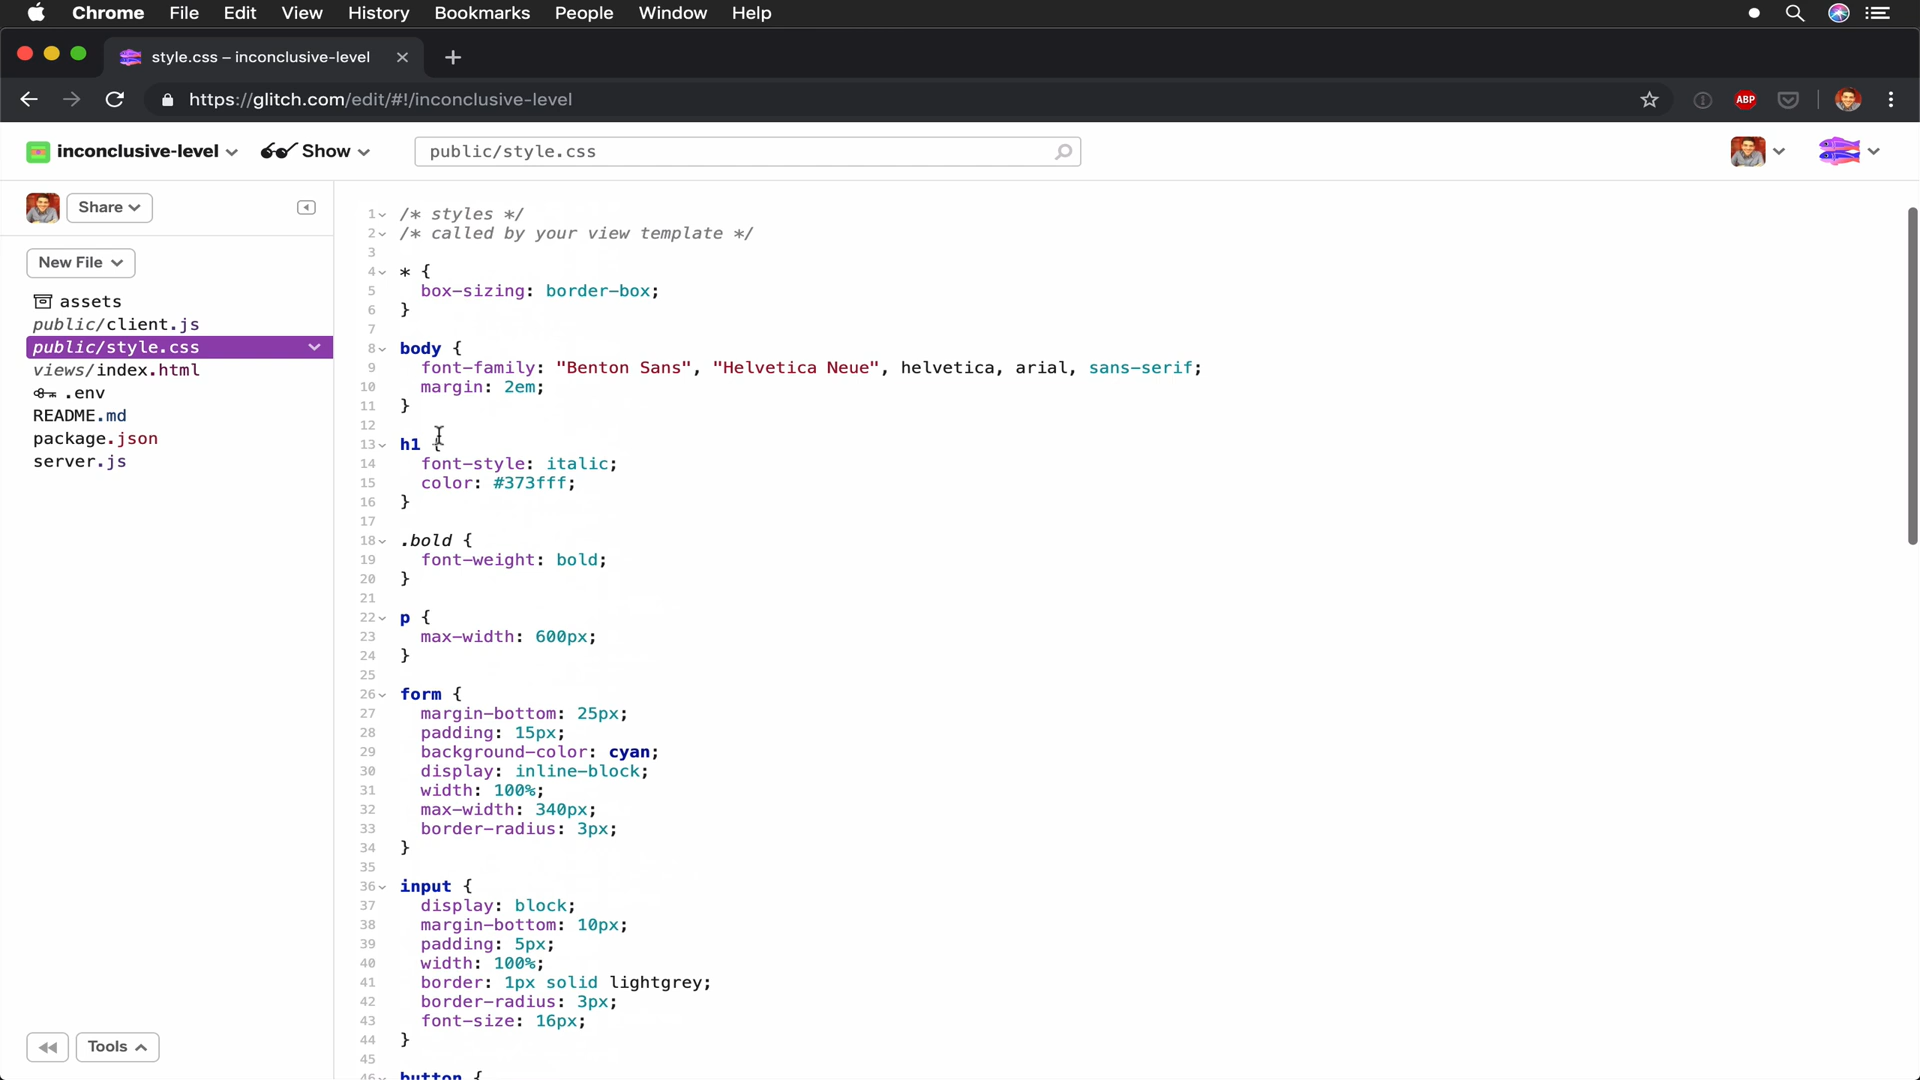 Chrome File Edit View History Bookmarks People Window Help
style.css – inconclusive-level
https://glitch.com/edit/#!/inconclusive-level
ABP
inconclusive-level Show public/style.css
Share
New File
assets
public/client.js
public/style.css
views/index.html
.env
README.md
package.json
server.js
Tools
1 /* styles */
2 /* called by your view template */
3
4 * {
5 box-sizing: border-box;
6 }
7
8 body {
9 font-family: "Benton Sans", "Helvetica Neue", helvetica, arial, sans-serif;
10 margin: 2em;
11 }
12
13 h1 {
14 font-style: italic;
15 color: #373fff;
16 }
17
18 .bold {
19 font-weight: bold;
20 }
21
22 p {
23 max-width: 600px;
24 }
25
26 form {
27 margin-bottom: 25px;
28 padding: 15px;
29 background-color: cyan;
30 display: inline-block;
31 width: 100%;
32 max-width: 340px;
33 border-radius: 3px;
34 }
35
36 input {
37 display: block;
38 margin-bottom: 10px;
39 padding: 5px;
40 width: 100%;
41 border: 1px solid lightgrey;
42 border-radius: 3px;
43 font-size: 16px;
44 }
45
46 button {